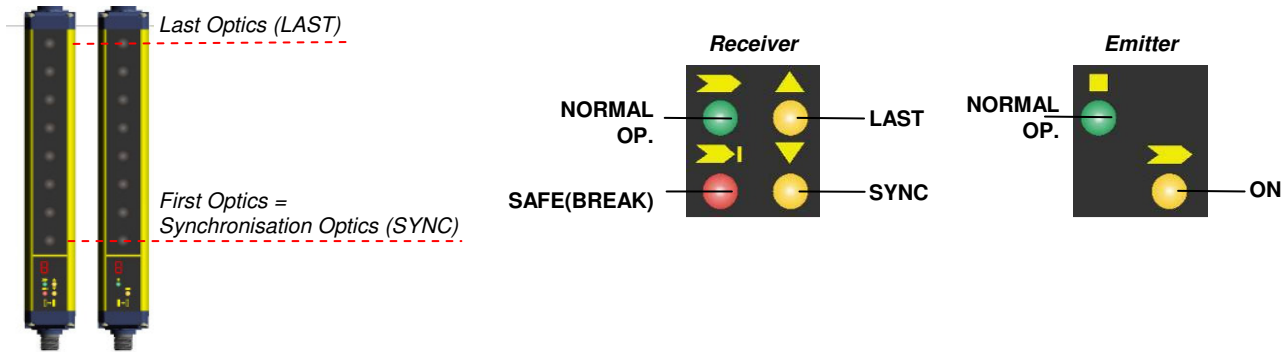 Last Optics (LAST)
First Optics =
Synchronisation Optics (SYNC)
Receiver
NORMAL
OP.
LAST
SAFE(BREAK)
SYNC
Emitter
NORMAL
OP.
ON